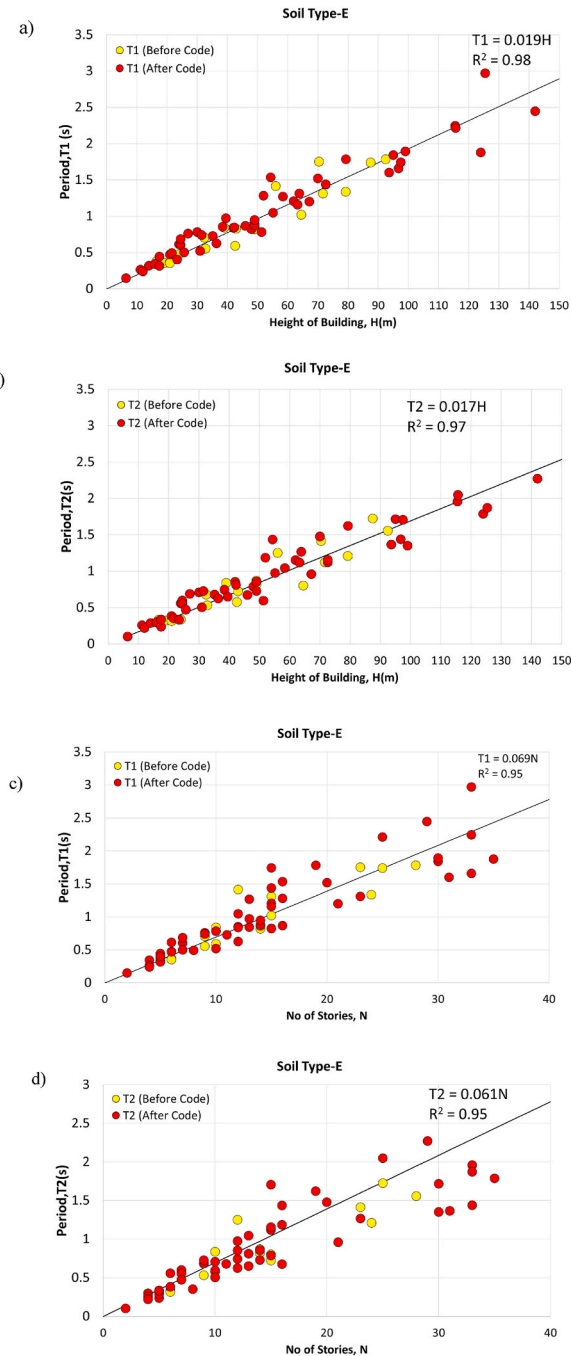 a)
Soil Type-E
T1 (Before Code)
T1 (After Code)
T1 = 0.019H
R² = 0.98
3.5
3
2.5
2
1.5
1
0.5
0
Period,T1 (s)
0 10 20 30 40 50 60 70 80 90 100 110 120 130 140 150
Height of Building, H(m)
)
Soil Type-E
T2 (Before Code)
T2 (After Code)
T2 = 0.017H
R² = 0.97
3.5
3
2.5
2
1.5
1
0.5
0
Period,T2(s)
0 10 20 30 40 50 60 70 80 90 100 110 120 130 140 150
Height of Building, H(m)
c)
Soil Type-E
T1 (Before Code)
T1 (After Code)
T1 = 0.069N
R² = 0.95
3.5
3
2.5
2
1.5
1
0.5
0
Period,T1(s)
0 10 20 30 40
No of Stories, N
d)
Soil Type-E
T2 (Before Code)
T2 (After Code)
T2 = 0.061N
R² = 0.95
3
2.5
2
1.5
1
0.5
0
Period,T2(s)
0 10 20 30 40
No of Stories, N